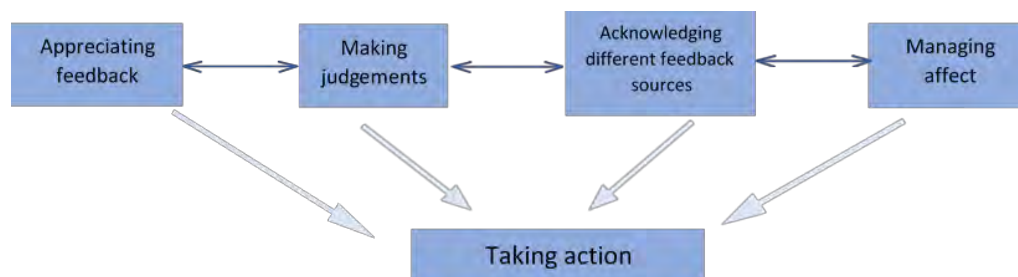 Appreciating
feedback
Making
judgements
Acknowledging
different feedback
sources
Managing
affect
Taking action